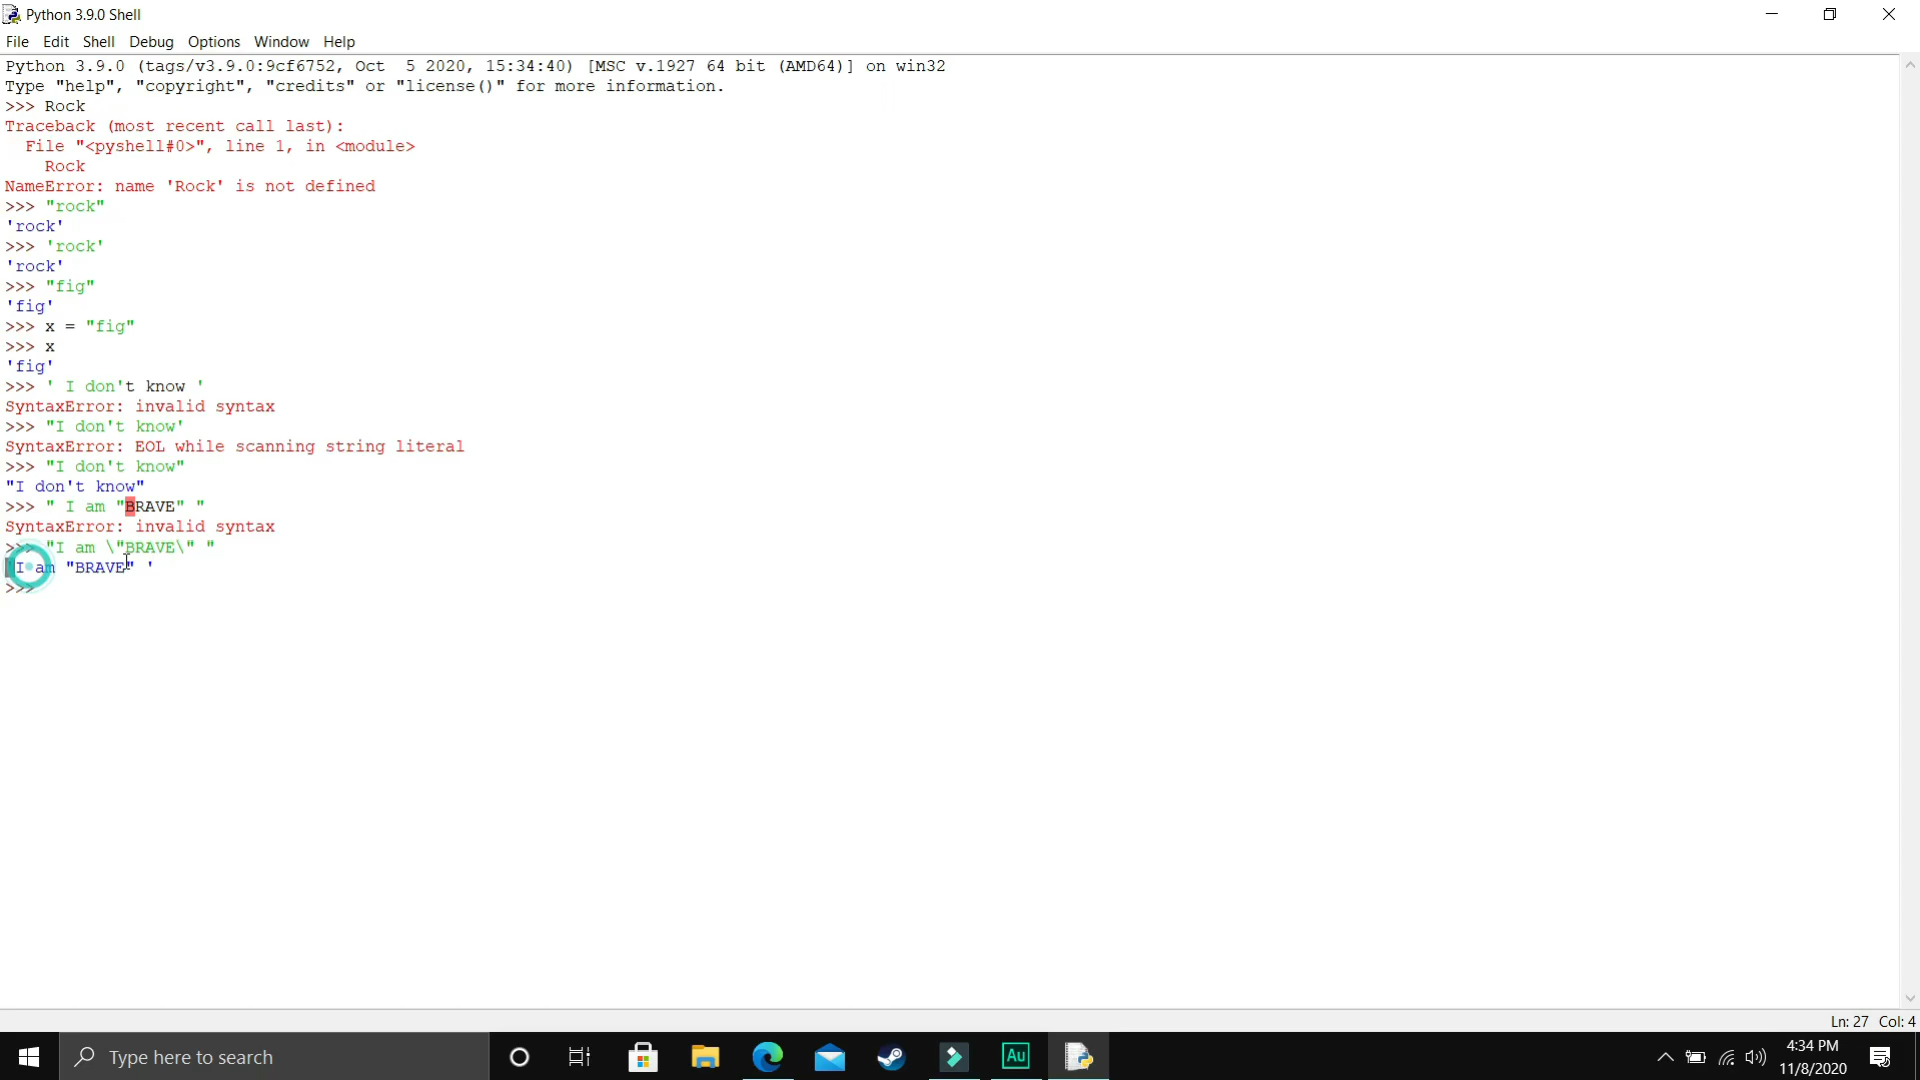 Python 3.9.0 Shell
File Edit Shell Debug Options Window Help
Python 3.9.0 (tags/v3.9.0:9cf6752, Oct  5 2020, 15:34:40) [MSC v.1927 64 bit (AMD64)] on win32
Type "help", "copyright", "credits" or "license()" for more information.
>>> Rock
Traceback (most recent call last):
  File "<pyshell#0>", line 1, in <module>
    Rock
NameError: name 'Rock' is not defined
>>> "rock"
'rock'
>>> 'rock'
'rock'
>>> "fig"
'fig'
>>> x = "fig"
>>> x
'fig'
>>> ' I don't know '
SyntaxError: invalid syntax
>>> "I don't know'
SyntaxError: EOL while scanning string literal
>>> "I don't know"
"I don't know"
>>> " I am "BRAVE" "
SyntaxError: invalid syntax
>>> "I am \"BRAVE\" "
'I am "BRAVE" '
>>>
Ln: 27 Col: 4
Type here to search
Au
4:34 PM
11/8/2020